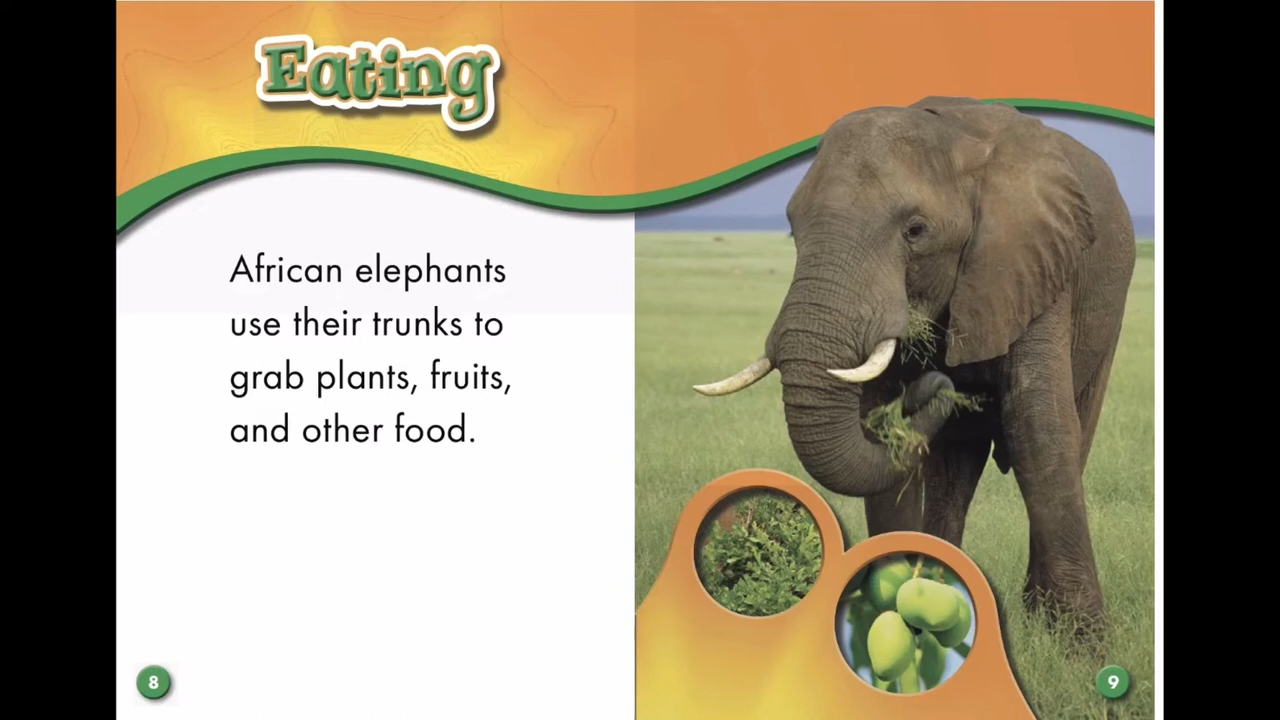 Eating
African elephants
use their trunks to
grab plants, fruits,
and other food.
8
9